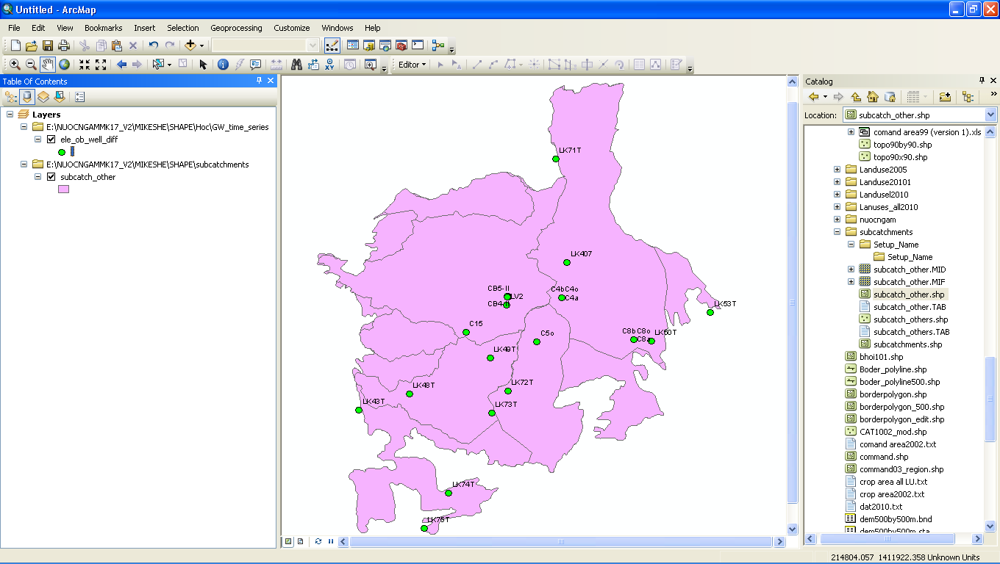 Untitled - ArcMap
File Edit View Bookmarks Insert Selection Geoprocessing Customize Windows Help
Editor
Table Of Contents
Layers
E:\NUOCNGAMMK17_V2\MIKESHE\SHAPE\Hoc\GW_time_series
ele_ob_well_diff
E:\NUOCNGAMMK17_V2\MIKESHE\SHAPE\subcatchments
subcatch_other
LK71T
LK407
CB5-II
LV2
CB4-II
C4b C4o
C4a
LK53T
C15
C5o
C8b C8o
C8a
LK50T
LK49T
LK48T
LK72T
LK43T
LK73T
LK74T
LK75T
Catalog
Location: subcatch_other.shp
comand area99 (version 1).xls
topo90by90.shp
topo90x90.shp
Landuse2005
Landuse20101
Landusel2010
Lanuses_all2010
nuocngam
subcatchments
Setup_Name
Setup_Name
subcatch_other.MID
subcatch_other.MIF
subcatch_other.shp
subcatch_other.TAB
subcatch_others.shp
subcatch_others.TAB
subcatchments.shp
bhoi101.shp
Boder_polyline.shp
boder_polyline500.shp
borderpolygon.shp
borderpolygon_500.shp
borderpolygon_edit.shp
CAT1002_mod.shp
comand area2002.txt
command.shp
command03_region.shp
crop area all LU.txt
crop area2002.txt
dat2010.txt
dem500by500m.bnd
dem500by500m.sta
214804.057 1411922.358 Unknown Units